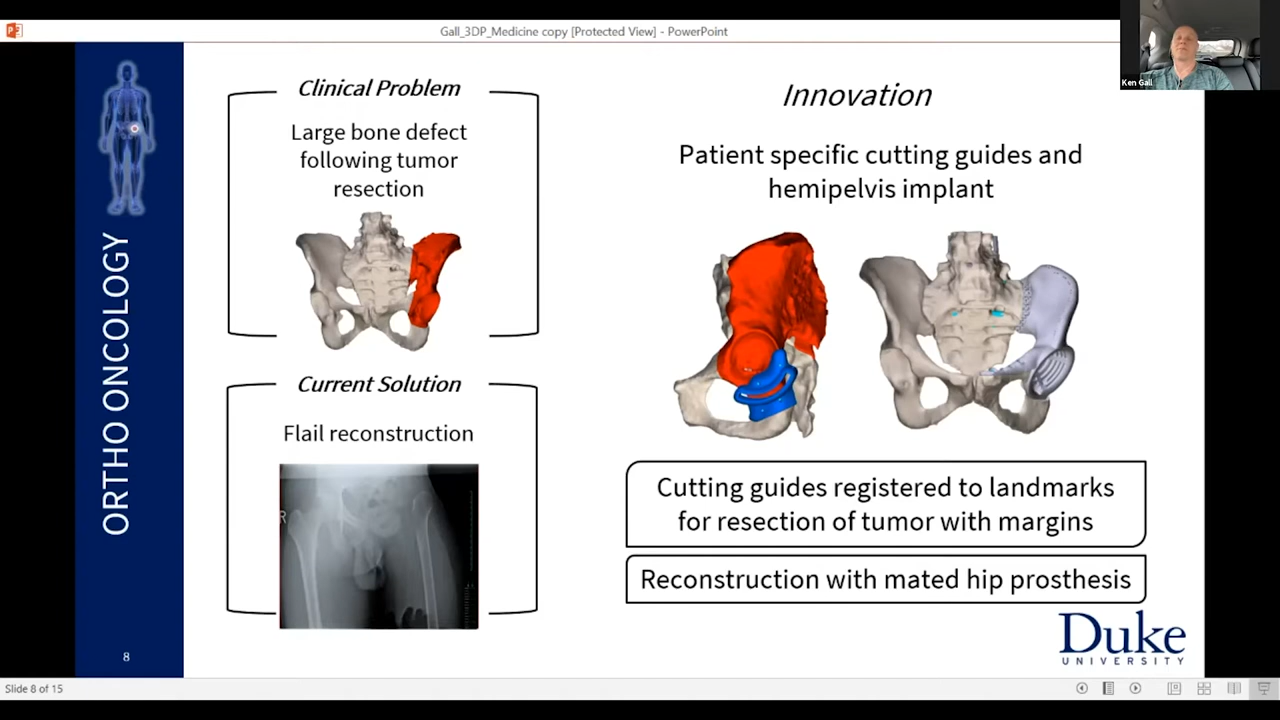 Gall_3DP_Medicine copy [Protected View] - PowerPoint
Ken Gall
ORTHO ONCOLOGY
8
Clinical Problem
Large bone defect
following tumor
resection
Current Solution
Flail reconstruction
R
Innovation
Patient specific cutting guides and
hemipelvis implant
Cutting guides registered to landmarks
for resection of tumor with margins
Reconstruction with mated hip prosthesis
Duke
UNIVERSITY
Slide 8 of 15